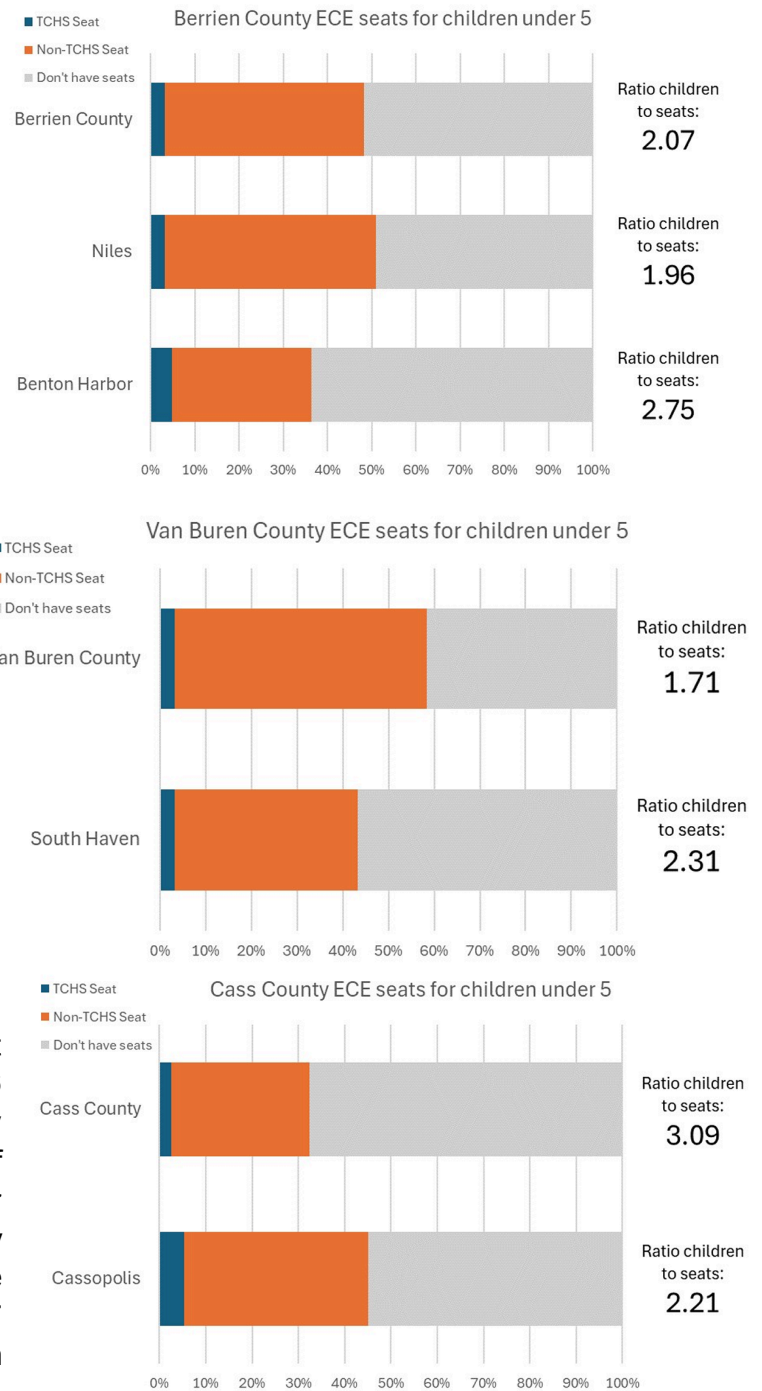 Berrien County ECE seats for children under 5
TCHS Seat
Non-TCHS Seat
Don't have seats
Berrien County
Ratio children
to seats:
2.07
Niles
Ratio children
to seats:
1.96
Benton Harbor
Ratio children
to seats:
2.75
0% 10% 20% 30% 40% 50% 60% 70% 80% 90% 100%
Van Buren County ECE seats for children under 5
TCHS Seat
Non-TCHS Seat
Don't have seats
an Buren County
Ratio children
to seats:
1.71
South Haven
Ratio children
to seats:
2.31
0% 10% 20% 30% 40% 50% 60% 70% 80% 90% 100%
Cass County ECE seats for children under 5
TCHS Seat
Non-TCHS Seat
Don't have seats
Cass County
Ratio children
to seats:
3.09
Cassopolis
Ratio children
to seats:
2.21
0% 10% 20% 30% 40% 50% 60% 70% 80% 90% 100%